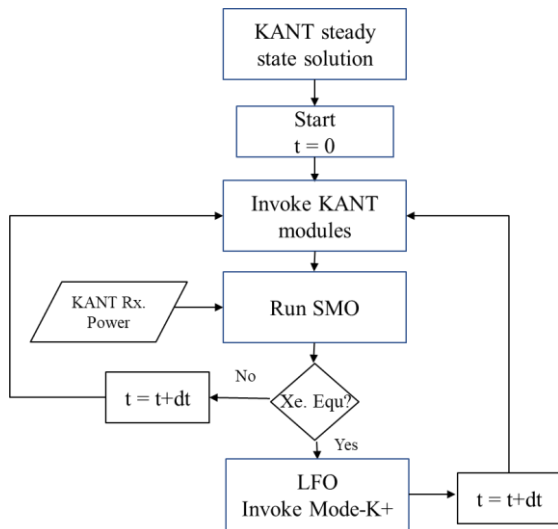 KANT steady
state solution
Start
t = 0
Invoke KANT
modules
KANT Rx.
Power
Run SMO
No
t = t+dt
Xe. Equ?
Yes
LFO
Invoke Mode-K+
t = t+dt